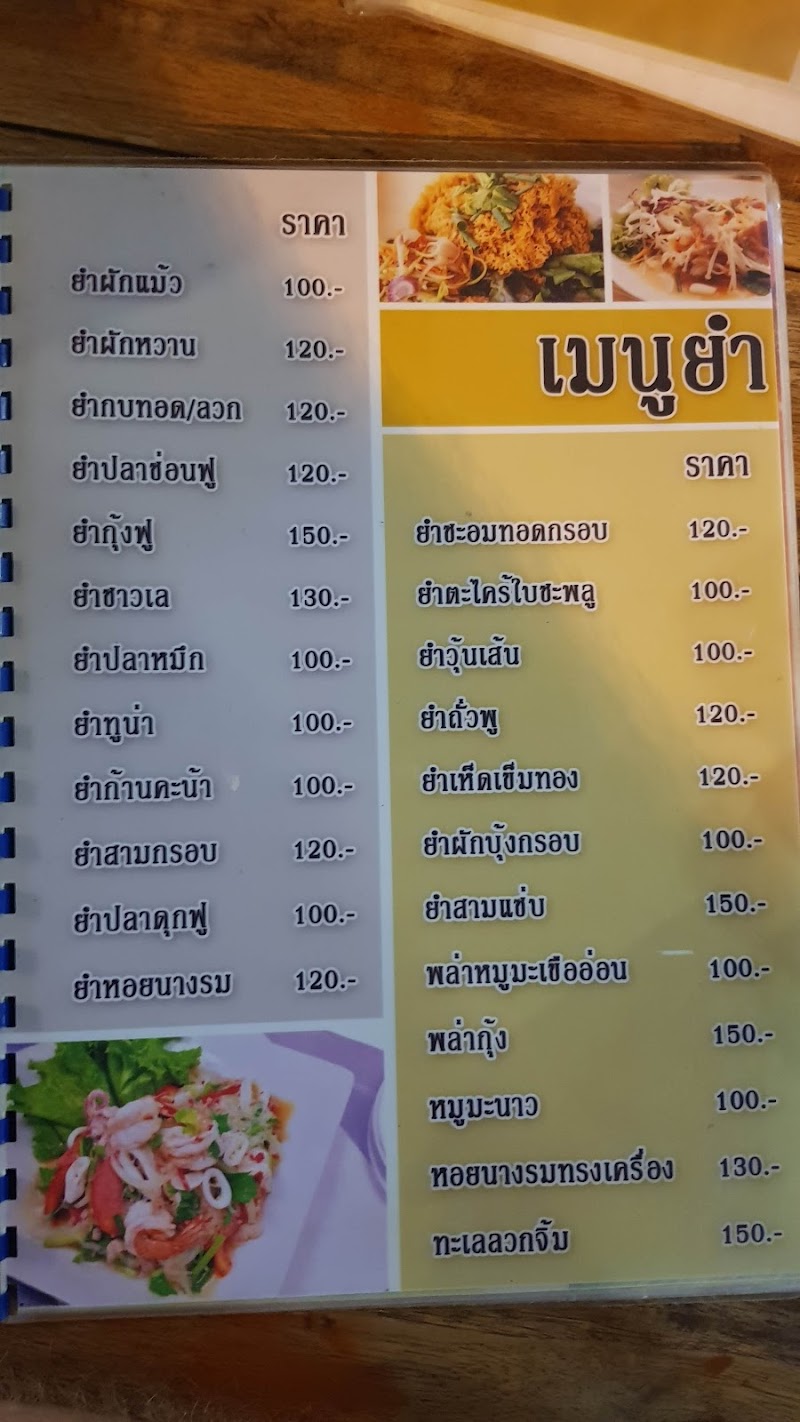 ราคา
ยำผักแม้ว 100.-
ยำผักหวาน 120.-
ยำกบทอด/ลวก 120.-
ยำปลาช่อนฟู 120.-
ยำกุ้งฟู 150.-
ยำชาวเล 130.-
ยำปลาหมึก 100.-
ยำทูน่า 100.-
ยำก้านคะน้า 100.-
ยำสามกรอบ 120.-
ยำปลาดุกฟู 100.-
ยำหอยนางรม 120.-
เมนูยำ
ราคา
ยำชะอมทอดกรอบ 120.-
ยำตะไคร้ใบชะพลู 100.-
ยำวุ้นเส้น 100.-
ยำถั่วพู 120.-
ยำเห็ดเข็มทอง 120.-
ยำผักบุ้งกรอบ 100.-
ยำสามแซ่บ 150.-
พล่าหมูมะเขืออ่อน 100.-
พล่ากุ้ง 150.-
หมูมะนาว 100.-
หอยนางรมทรงเครื่อง 130.-
ทะเลลวกจิ้ม 150.-